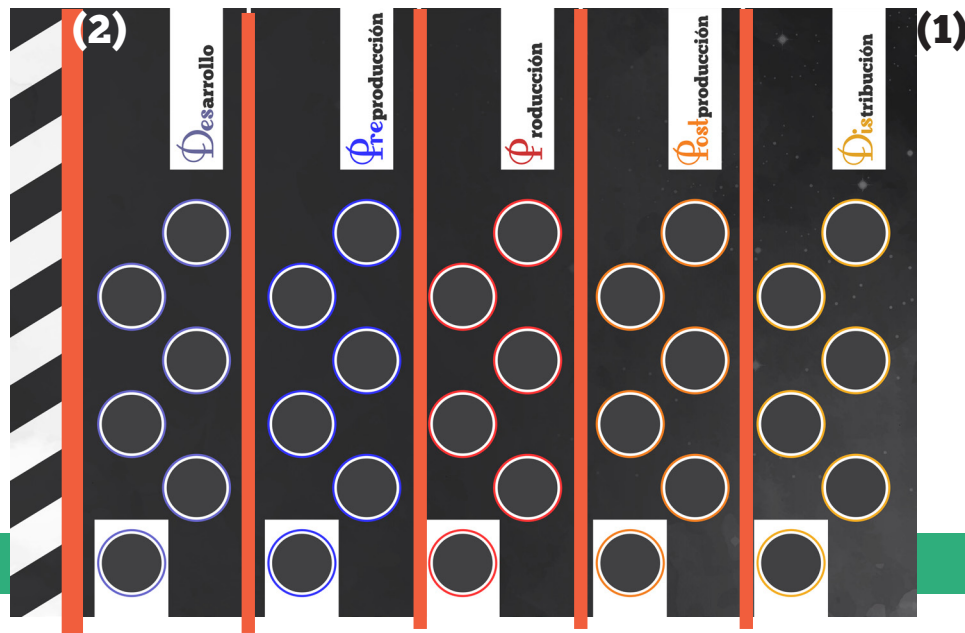 (2)
(1)
Desarrollo
Preproducción
Producción
Postproducción
Distribución